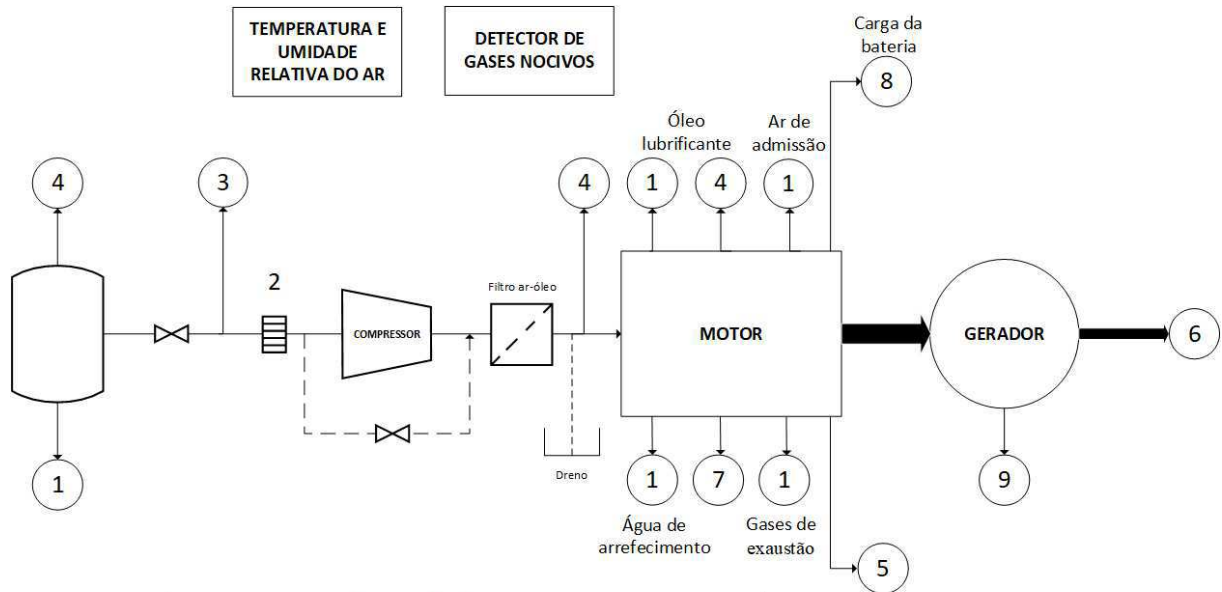 TEMPERATURA E
UMIDADE
RELATIVA DO AR
DETECTOR DE
GASES NOCIVOS
Carga da
bateria
8
Óleo
lubrificante
Ar de
admissão
4
3
4
1
4
1
2
Filtro ar-óleo
COMPRESSOR
MOTOR
GERADOR
6
Dreno
1
1
7
1
9
Água de
arrefecimento
Gases de
exaustão
5